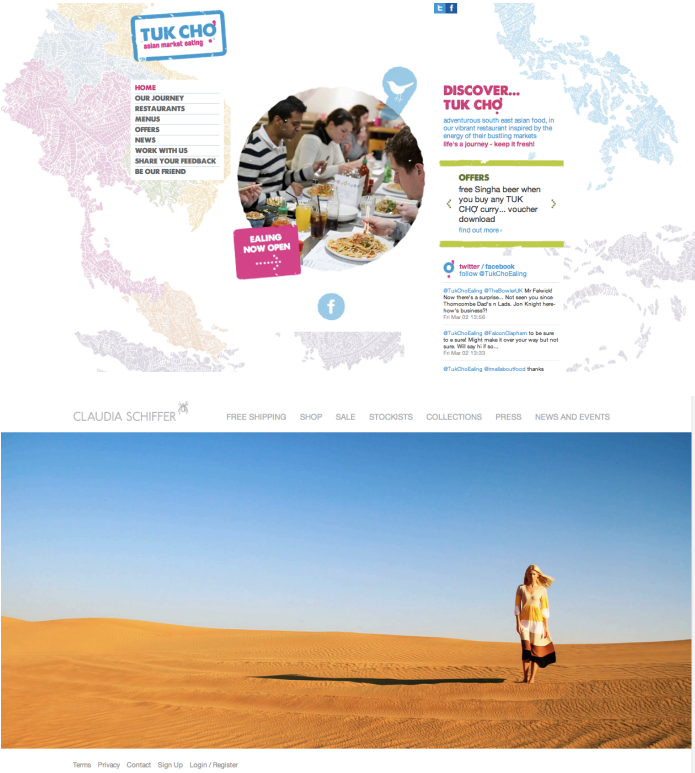 TUK CHỢ
asian market eating
HOME
OUR JOURNEY
RESTAURANTS
MENUS
OFFERS
NEWS
WORK WITH US
SHARE YOUR FEEDBACK
BE OUR FRIEND
EALING
NOW OPEN
f
t f
DISCOVER...
TUK CHỢ
adventurous south east asian food, in
our vibrant restaurant inspired by the
energy of their bustling markets
life's a journey - keep it fresh!
OFFERS
free Singha beer when
you buy any TUK
CHỢ curry... voucher
download
find out more ›
twitter / facebook
follow @TukChoEaling
@TukChoEaling @TheBowlerUK Mr Felwick!
Now there's a surprise... Not seen you since
Thorncombe Dad's n Lads. Jon Knight here-
how's business?!
Fri Mar 02 13:56
@TukChoEaling @FalconClapham to be sure
to e sure! Might make it over your way but not
sure. Will say hi if so...
Fri Mar 02 13:33
@TukChoEaling @imallaboutfood thanks
CLAUDIA SCHIFFER
FREE SHIPPING SHOP SALE STOCKISTS COLLECTIONS PRESS NEWS AND EVENTS
Terms Privacy Contact Sign Up Login / Register